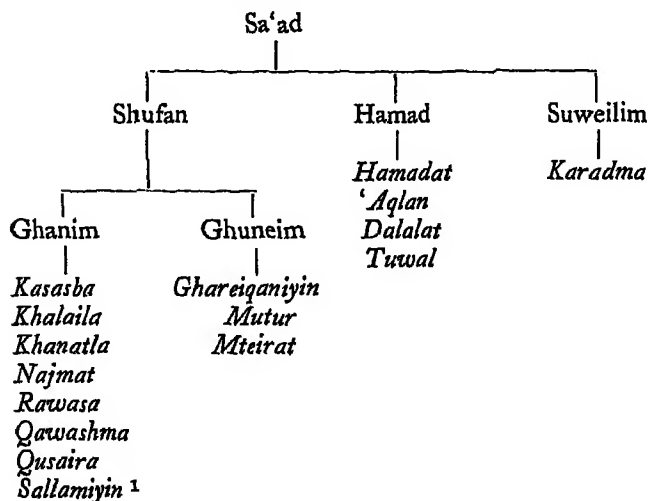 Sa‘ad
Shufan Hamad Suweilim
Hamadat Karadma
‘Aqlan
Dalalat
Tuwal
Ghanim Ghuneim
Kasasba Ghareiqaniyin
Khalaila Mutur
Khanatla Mteirat
Najmat
Rawasa
Qawashma
Qusaira
Sallamiyin ¹